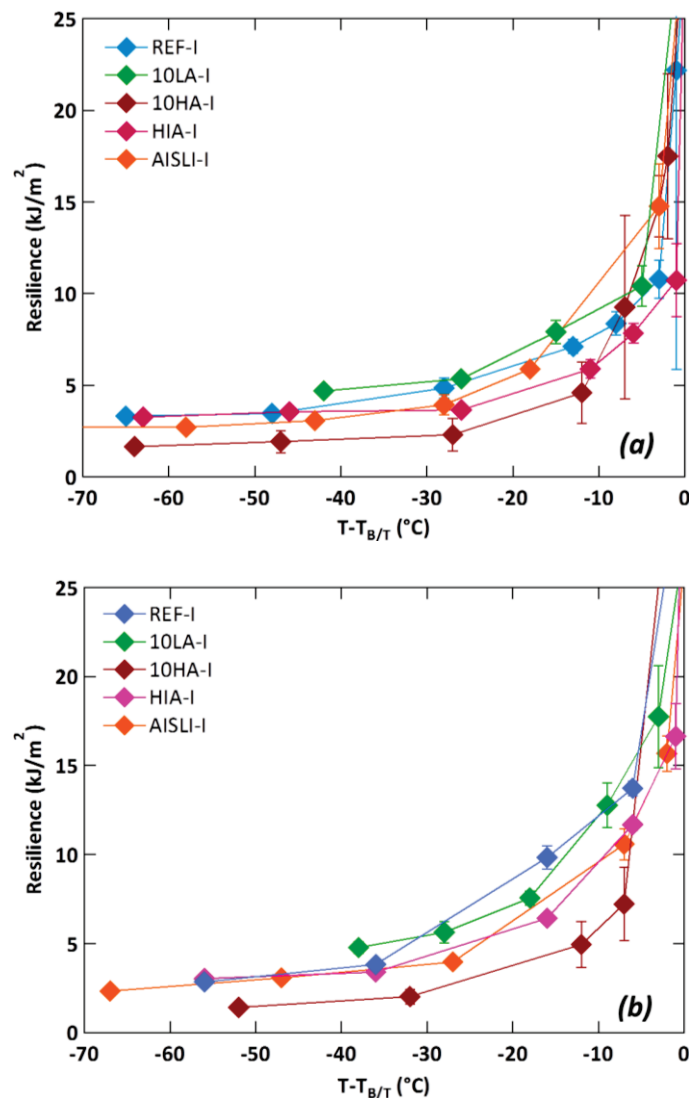 25
20
15
10
5
0
Resilience (kJ/m²)
REF-I
10LA-I
10HA-I
HIA-I
AISLI-I
(a)
-70 -60 -50 -40 -30 -20 -10 0
T-T_B/T (°C)
25
20
15
10
5
0
Resilience (kJ/m²)
REF-I
10LA-I
10HA-I
HIA-I
AISLI-I
(b)
-70 -60 -50 -40 -30 -20 -10 0
T-T_B/T (°C)